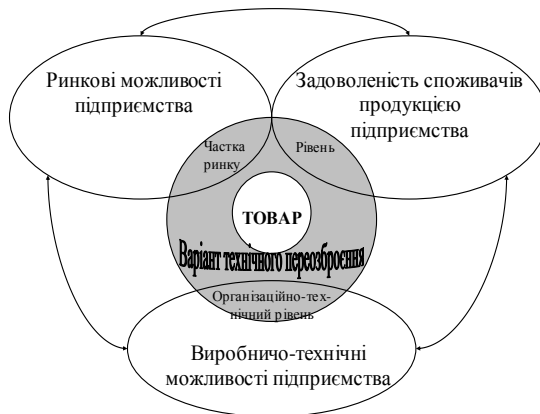 Ринкові можливості
підприємства
Задоволеність споживачів
продукцією
підприємства
Частка
ринку
Рівень
ТОВАР
Варіант технічного переозброєння
Організаційно-тех-
нічний рівень
Виробничо-технічні
можливості підприємства